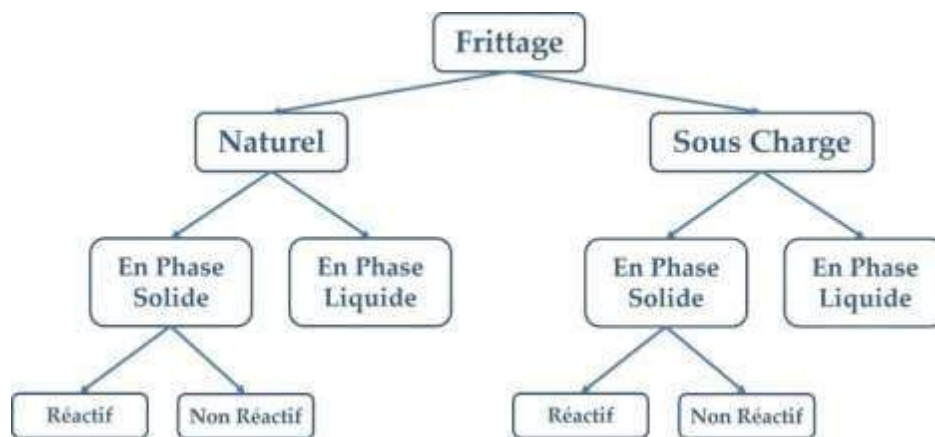 Frittage
Naturel
Sous Charge
En Phase
Solide
En Phase
Liquide
En Phase
Solide
En Phase
Liquide
Réactif
Non Réactif
Réactif
Non Réactif